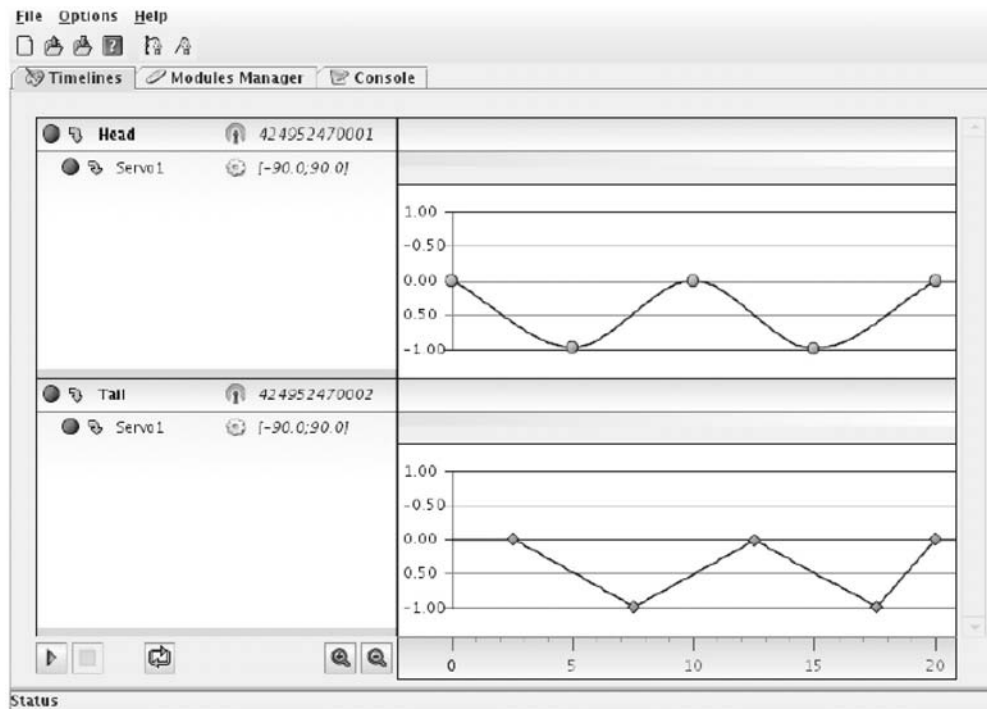 File Options Help
Timelines Modules Manager Console
Head 424952470001
Servo1 [-90.0;90.0]
1.00
-0.50
0.00
0.50
-1.00
Tail 424952470002
Servo1 [-90.0;90.0]
1.00
-0.50
0.00
0.50
-1.00
0 5 10 15 20
Status